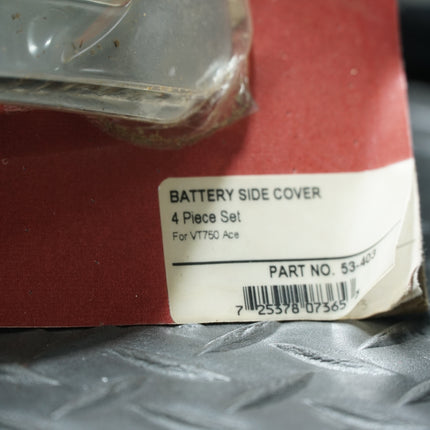 BATTERY SIDE COVER
4 Piece Set
For VT750 Ace
PART NO. 53-403
7 25378 07365